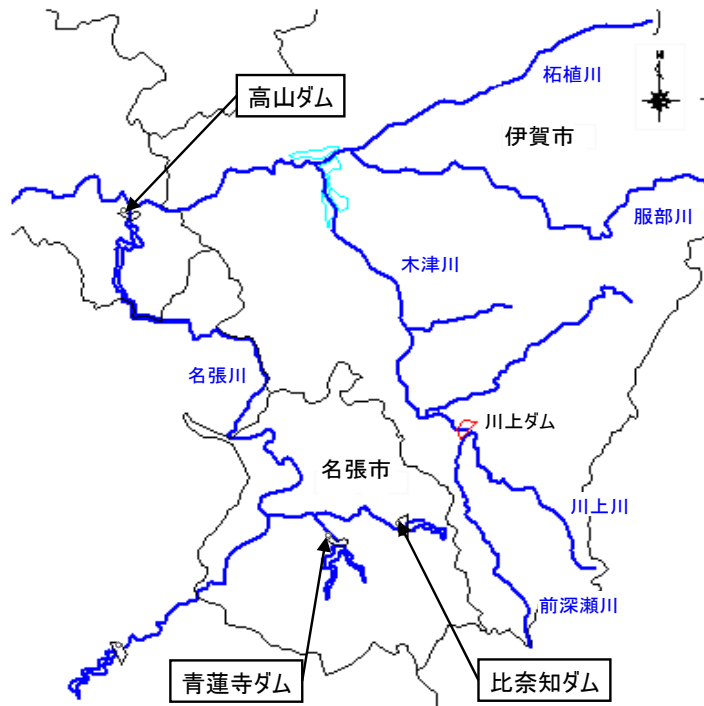 高山ダム
柘植川
N
伊賀市
服部川
木津川
名張川
川上ダム
名張市
川上川
前深瀬川
青蓮寺ダム
比奈知ダム